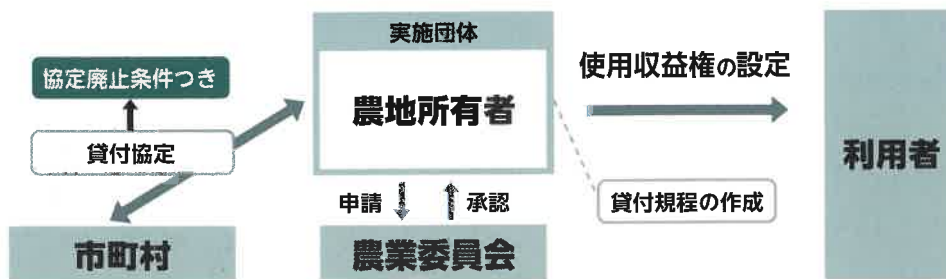 実施団体
農地所有者
協定廃止条件つき
貸付協定
市町村
申請
承認
農業委員会
使用収益権の設定
貸付規程の作成
利用者